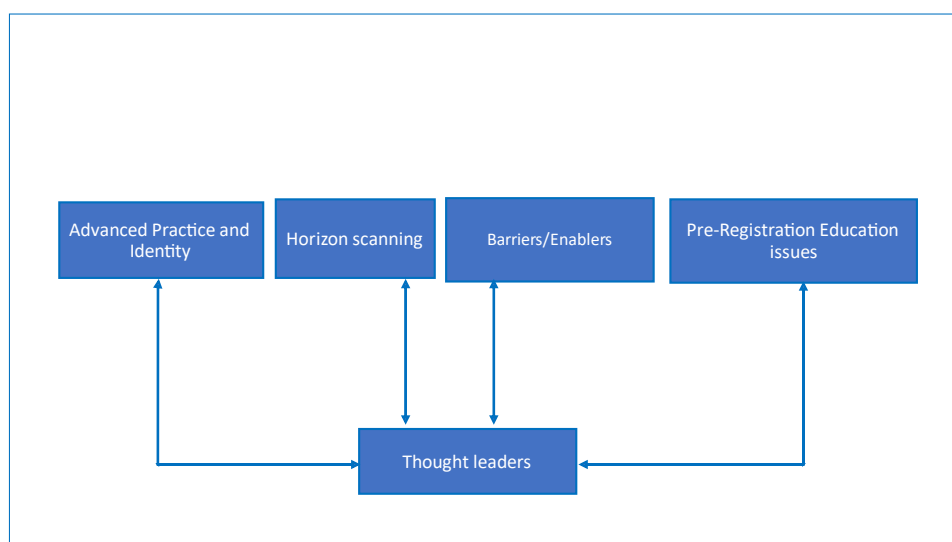 Advanced Practice and
Identity
Horizon scanning
Barriers/Enablers
Pre-Registration Education
issues
Thought leaders